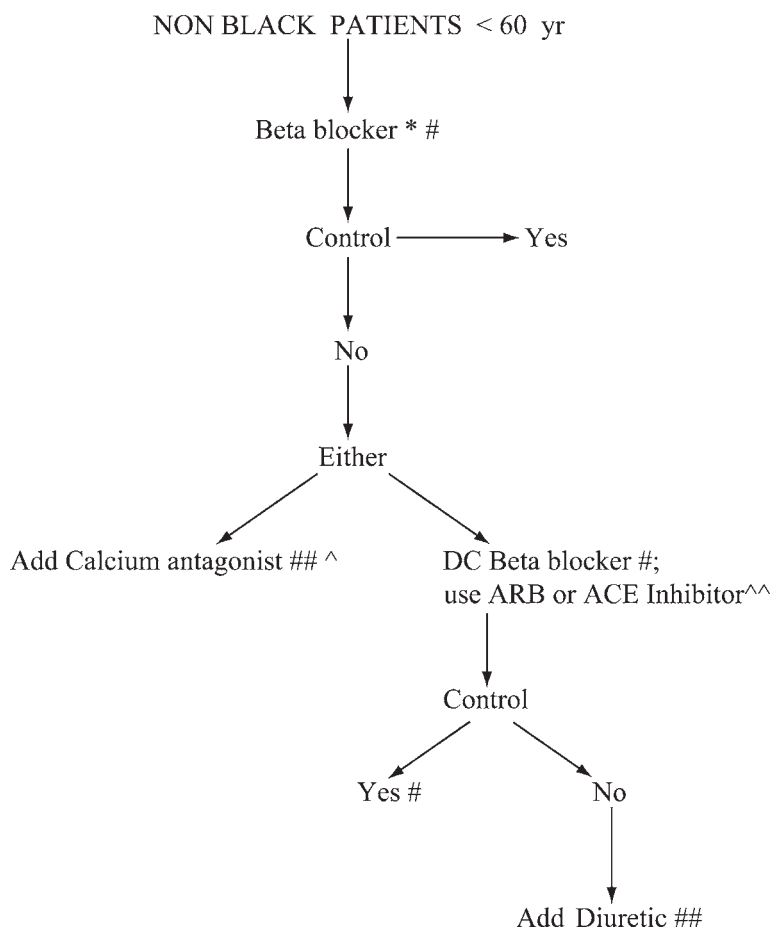 NON BLACK PATIENTS < 60 yr
Beta blocker * #
Control
Yes
No
Either
Add Calcium antagonist ## ^
DC Beta blocker #;
use ARB or ACE Inhibitor^^
Control
Yes #
No
Add Diuretic ##